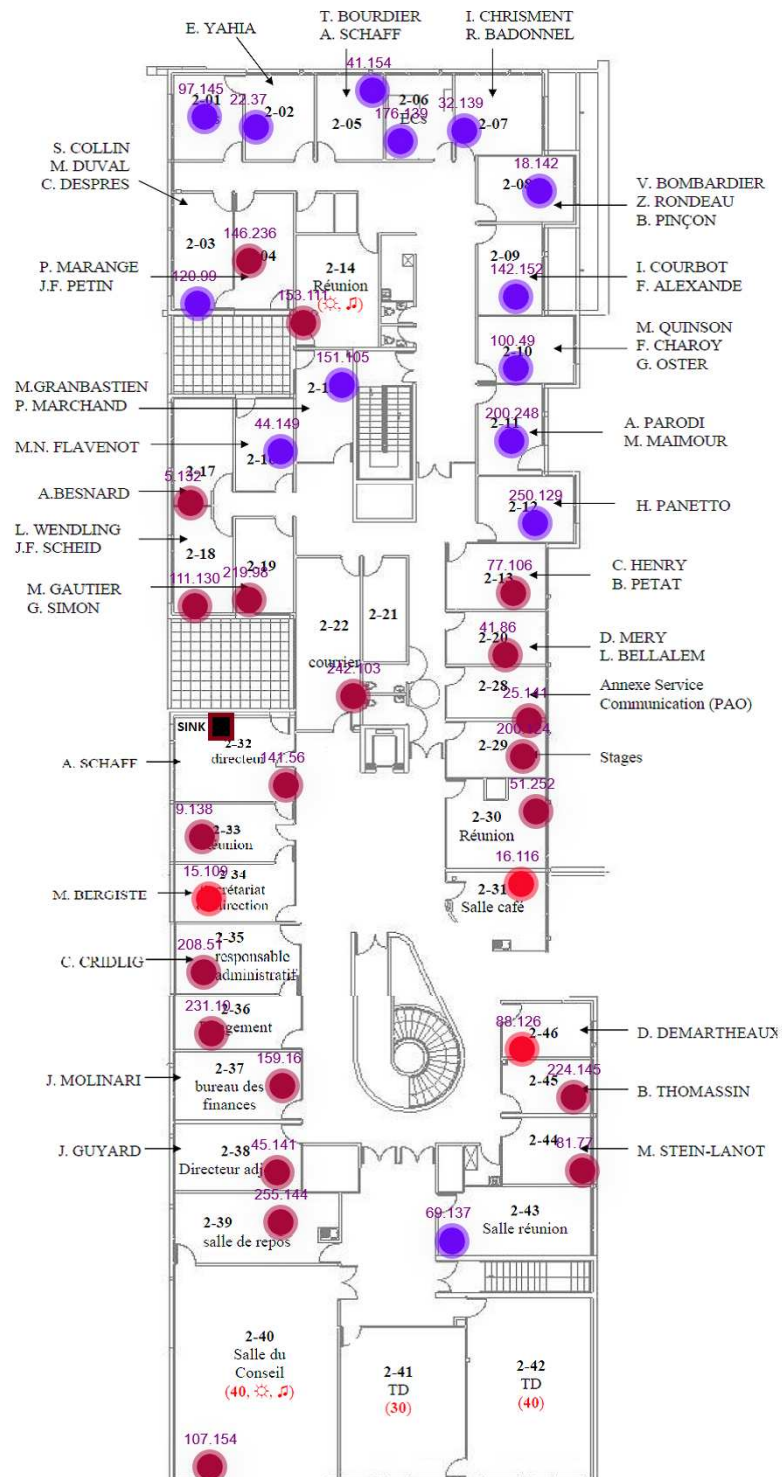 T. BOURDIER
A. SCHAFF
I. CHRISMENT
R. BADONNEL
E. YAHIA
41.154
97.145
2-01
22.37
2-02
2-05
2-06
176.139
ECs
32.139
2-07
S. COLLIN
M. DUVAL
C. DESPRES
18.142
2-08
V. BOMBARDIER
Z. RONDEAU
B. PINÇON
2-03
146.236
04
2-14
Réunion
2-09
P. MARANGE
J.F. PETIN
120.99
153.111
142.152
I. COURBOT
F. ALEXANDE
M. QUINSON
F. CHAROY
G. OSTER
100.49
2-10
151.105
M.GRANBASTIEN
P. MARCHAND
200.248
2-11
A. PARODI
M. MAIMOUR
M.N. FLAVENOT
44.149
2-17
A.BESNARD
5.132
250.129
2-12
H. PANETTO
L. WENDLING
J.F. SCHEID
2-18
M. GAUTIER
G. SIMON
111.130
219.98
2-19
77.106
2-13
C. HENRY
B. PETAT
2-22
courrier
2-21
41.86
2-20
D. MERY
L. BELLALEM
242.103
2-28
25.141
Annexe Service
Communication (PAO)
SINK
2-32
directeur
2-29
Stages
A. SCHAFF
141.56
51.252
9.138
2-33
2-30
Réunion
M. BERGISTE
15.109
2-34
16.116
2-31
Salle café
C. CRIDLIG
208.51
2-35
responsable
administratif
231.19
2-36
88.126
2-46
D. DEMARTHEAUX
J. MOLINARI
2-37
159.16
bureau des
finances
224.145
2-45
B. THOMASSIN
J. GUYARD
45.141
2-38
Directeur adj
2-44
81.77
M. STEIN-LANOT
255.144
2-39
salle de repos
69.137
2-43
Salle réunion
2-40
Salle du
Conseil
(40, ☼, ♫)
2-41
TD
(30)
2-42
TD
(40)
107.154